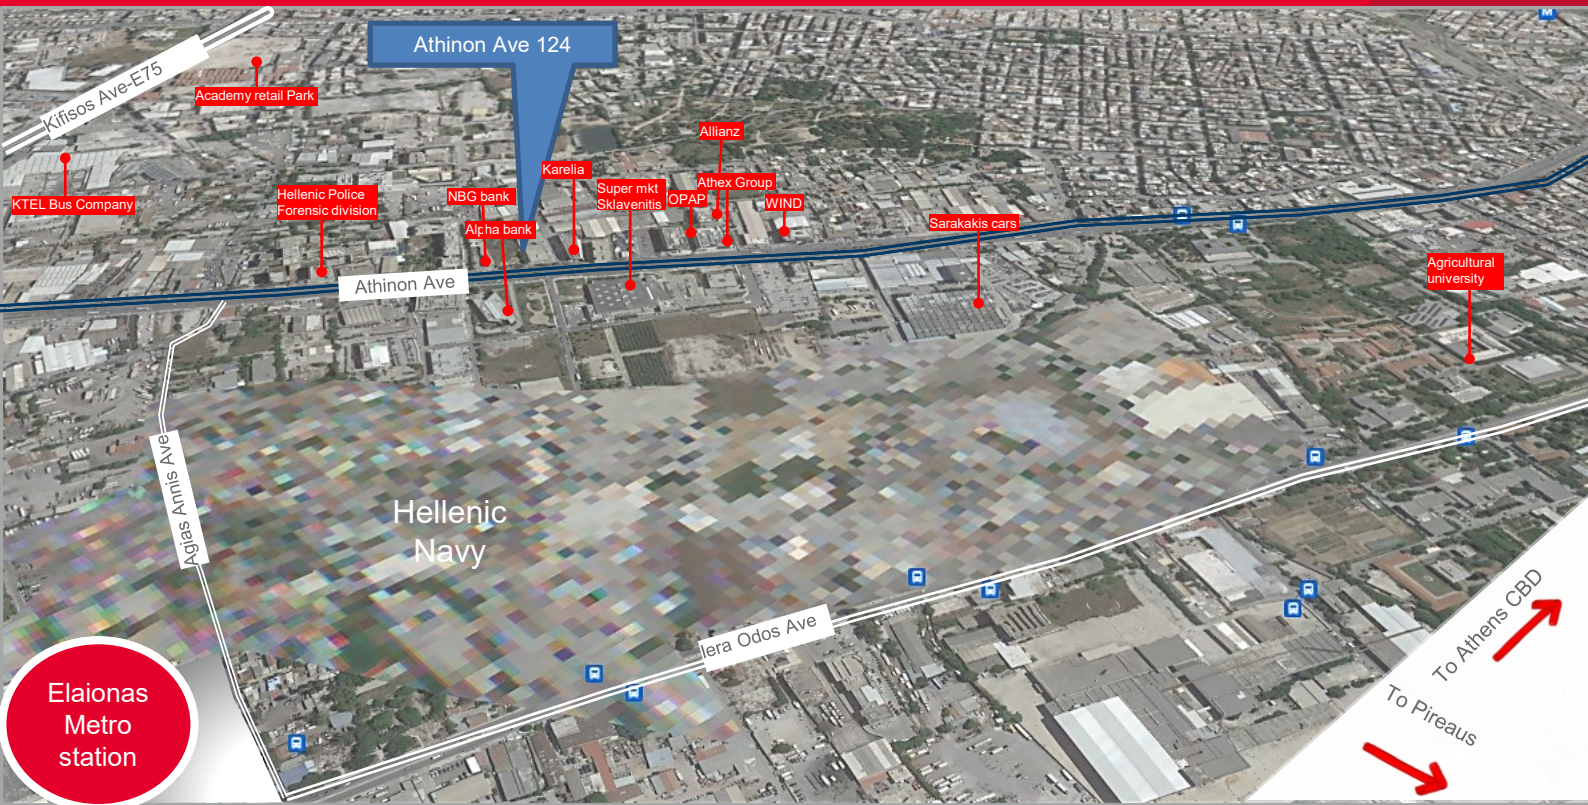 M
Athinon Ave 124
Kifisos Ave-E75
Academy retail Park
Allianz
Karelia
KTEL Bus Company
Hellenic Police
Forensic division
NBG bank
Super mkt
Sklavenitis
OPAP
Athex Group
WIND
Alpha bank
Sarakakis cars
Athinon Ave
Agricultural
university
Agias Annis Ave
Hellenic
Navy
Iera Odos Ave
To Athens CBD
To Pireaus
Elaionas
Metro
station